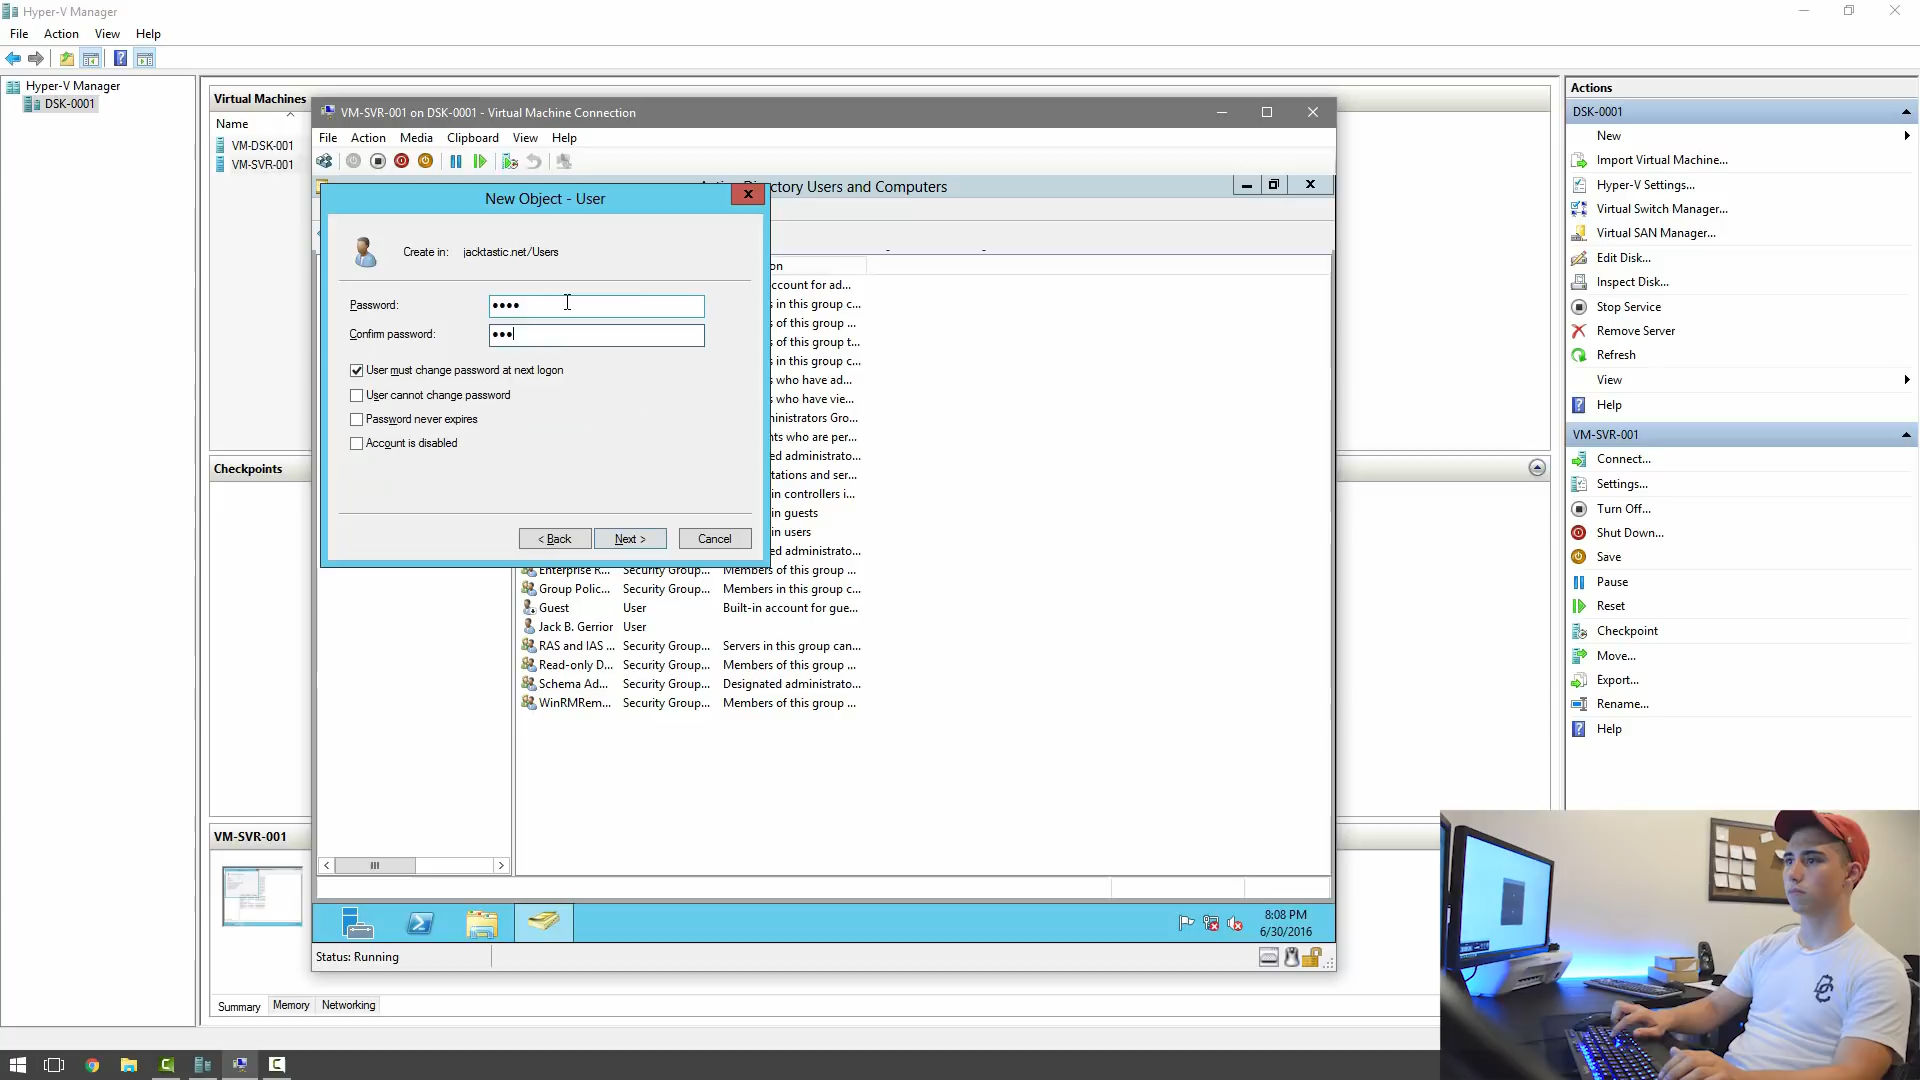 Hyper-V Manager
File Action View Help
Hyper-V Manager
DSK-0001
Virtual Machines
Name
VM-DSK-001
VM-SVR-001
Checkpoints
VM-SVR-001
Summary Memory Networking
VM-SVR-001 on DSK-0001 - Virtual Machine Connection
File Action Media Clipboard View Help
ctory Users and Computers
New Object - User
Create in: jacktastic.net/Users
Password:
Confirm password:
User must change password at next logon
User cannot change password
Password never expires
Account is disabled
< Back Next > Cancel
on
ccount for ad...
s in this group c...
s of this group ...
s of this group t...
s in this group c...
s who have ad...
s who have vie...
ministrators Gro...
nts who are per...
ed administrato...
tations and ser...
in controllers i...
in guests
in users
ed administrato...
Enterprise R... Security Group... Members of this group ...
Group Polic... Security Group... Members in this group c...
Guest User Built-in account for gue...
Jack B. Gerrior User
RAS and IAS ... Security Group... Servers in this group can...
Read-only D... Security Group... Members of this group ...
Schema Ad... Security Group... Designated administrato...
WinRMRem... Security Group... Members of this group ...
8:08 PM
6/30/2016
Status: Running
Actions
DSK-0001
New
Import Virtual Machine...
Hyper-V Settings...
Virtual Switch Manager...
Virtual SAN Manager...
Edit Disk...
Inspect Disk...
Stop Service
Remove Server
Refresh
View
Help
VM-SVR-001
Connect...
Settings...
Turn Off...
Shut Down...
Save
Pause
Reset
Checkpoint
Move...
Export...
Rename...
Help